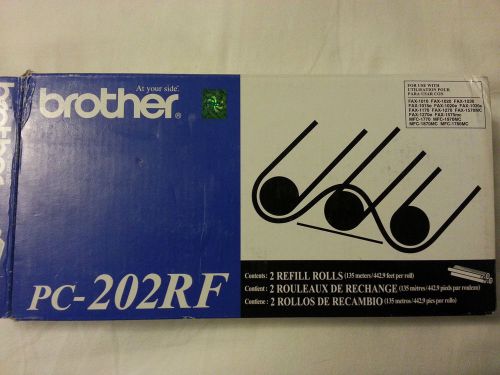 At your side.
brother®
PC-202RF
FOR USE WITH
UTILISATION POUR
PARA USAR CON:
FAX-1010 FAX-1020 FAX-1030
FAX-1010e FAX-1020e FAX-1030e
FAX-1170 FAX-1270 FAX-1570MC
FAX-1270e FAX-1575mc
MFC-1770 MFC-1970MC
MFC-1870MC MFC-1780MC
Contents: 2 REFILL ROLLS (135 meters/442.9 feet per roll)
Contient : 2 ROULEAUX DE RECHANGE (135 mètres/442,9 pieds par rouleau)
Contiene : 2 ROLLOS DE RECAMBIO (135 metros/442,9 pies por rollo)
brother